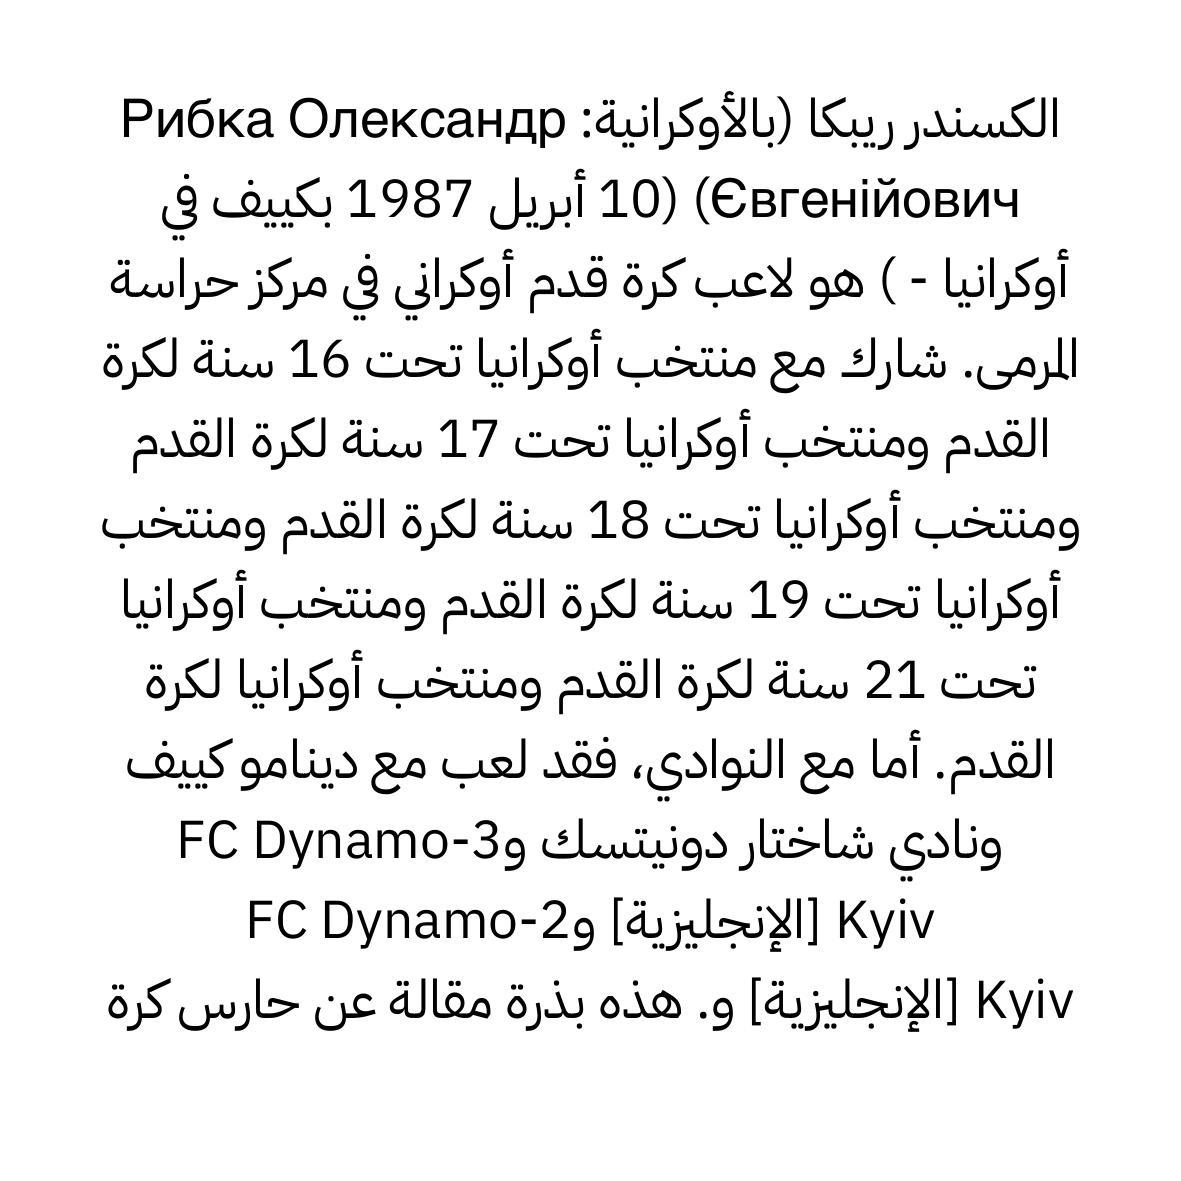 الكسندر ريبكا (بالأوكرانية: Рибка Олександр
Євгенійович) (10 أبريل 1987 بكييف في
أوكرانيا - ) هو لاعب كرة قدم أوكراني في مركز حراسة
المرمى. شارك مع منتخب أوكرانيا تحت 16 سنة لكرة
القدم ومنتخب أوكرانيا تحت 17 سنة لكرة القدم
ومنتخب أوكرانيا تحت 18 سنة لكرة القدم ومنتخب
أوكرانيا تحت 19 سنة لكرة القدم ومنتخب أوكرانيا
تحت 21 سنة لكرة القدم ومنتخب أوكرانيا لكرة
القدم. أما مع النوادي، فقد لعب مع دينامو كييف
ونادي شاختار دونيتسك وFC Dynamo-3
Kyiv [الإنجليزية] وFC Dynamo-2
Kyiv [الإنجليزية] و. هذه بذرة مقالة عن حارس كرة